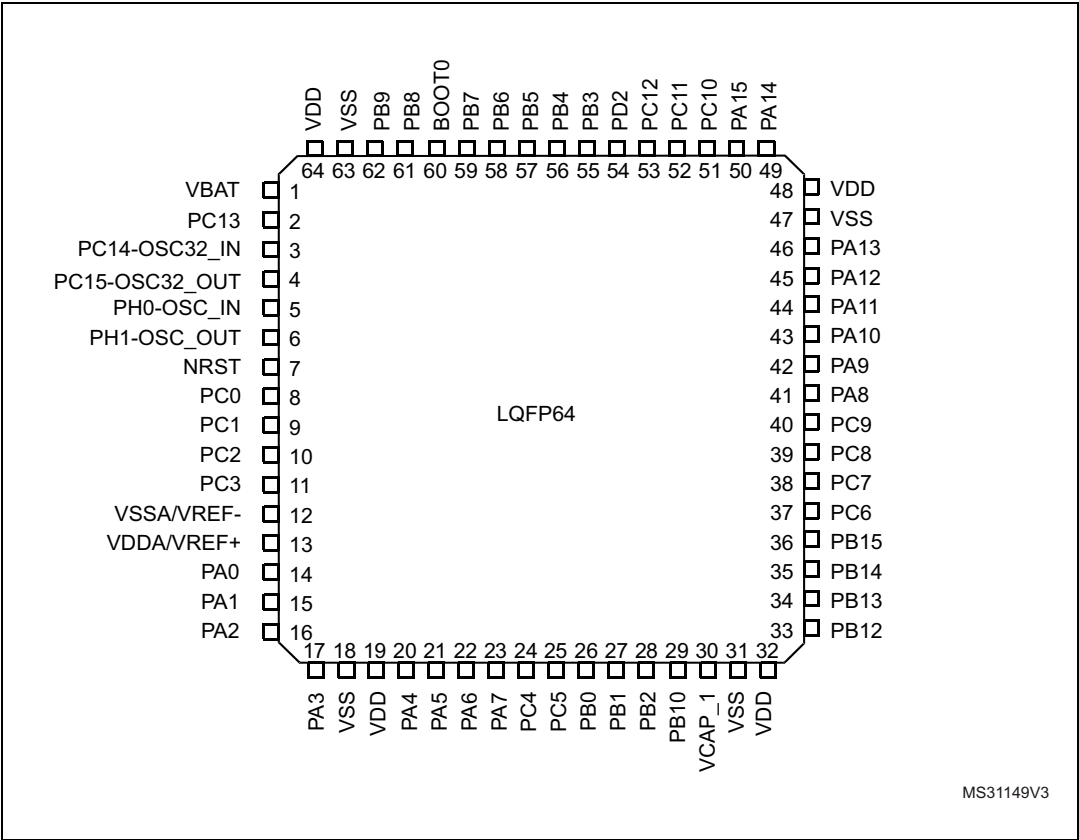 VDD VSS PB9 PB8 BOOT0 PB7 PB6 PB5 PB4 PB3 PD2 PC12 PC11 PC10 PA15 PA14
64 63 62 61 60 59 58 57 56 55 54 53 52 51 50 49
VBAT 1 48 VDD
PC13 2 47 VSS
PC14-OSC32_IN 3 46 PA13
PC15-OSC32_OUT 4 45 PA12
PH0-OSC_IN 5 44 PA11
PH1-OSC_OUT 6 43 PA10
NRST 7 42 PA9
PC0 8 41 PA8
LQFP64
PC1 9 40 PC9
PC2 10 39 PC8
PC3 11 38 PC7
VSSA/VREF- 12 37 PC6
VDDA/VREF+ 13 36 PB15
PA0 14 35 PB14
PA1 15 34 PB13
PA2 16 33 PB12
17 18 19 20 21 22 23 24 25 26 27 28 29 30 31 32
PA3 VSS VDD PA4 PA5 PA6 PA7 PC4 PC5 PB0 PB1 PB2 PB10 VCAP_1 VSS VDD
MS31149V3